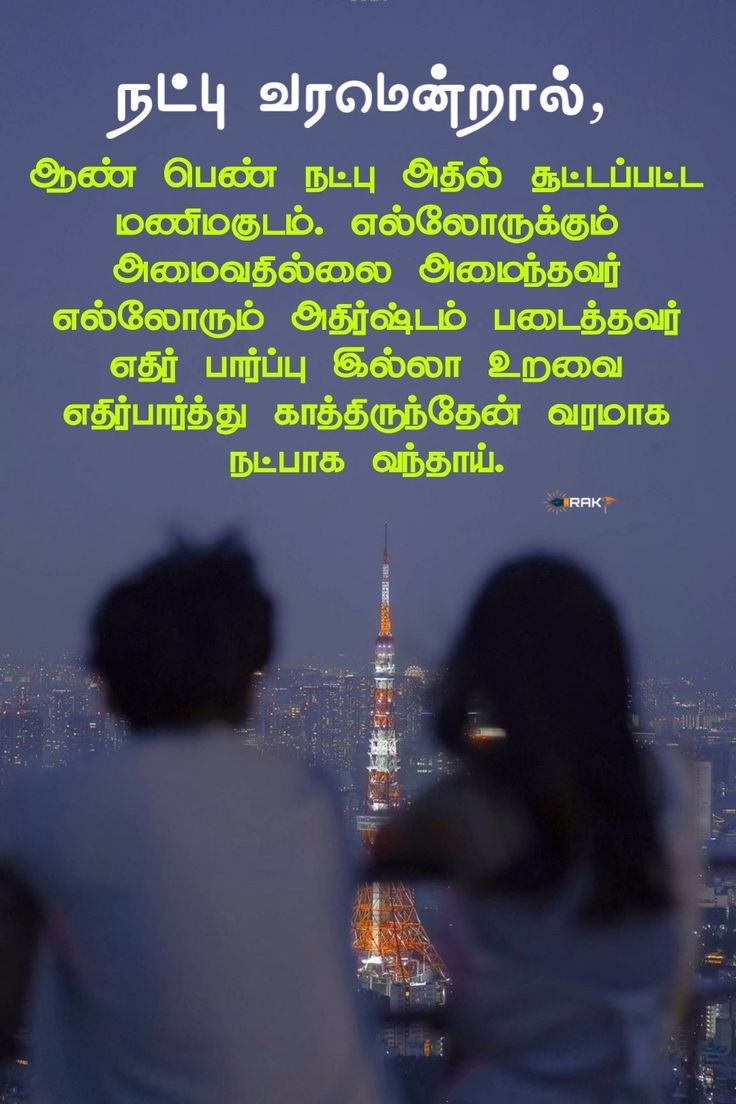 நட்பு வரமென்றால்,
ஆண் பெண் நட்பு அதில் சூட்டப்பட்ட
மணிமகுடம். எல்லோருக்கும்
அமைவதில்லை அமைந்தவர்
எல்லோரும் அதிர்ஷ்டம் படைத்தவர்
எதிர் பார்ப்பு இல்லா உறவை
எதிர்பார்த்து காத்திருந்தேன் வரமாக
நட்பாக வந்தாய்.
RAK